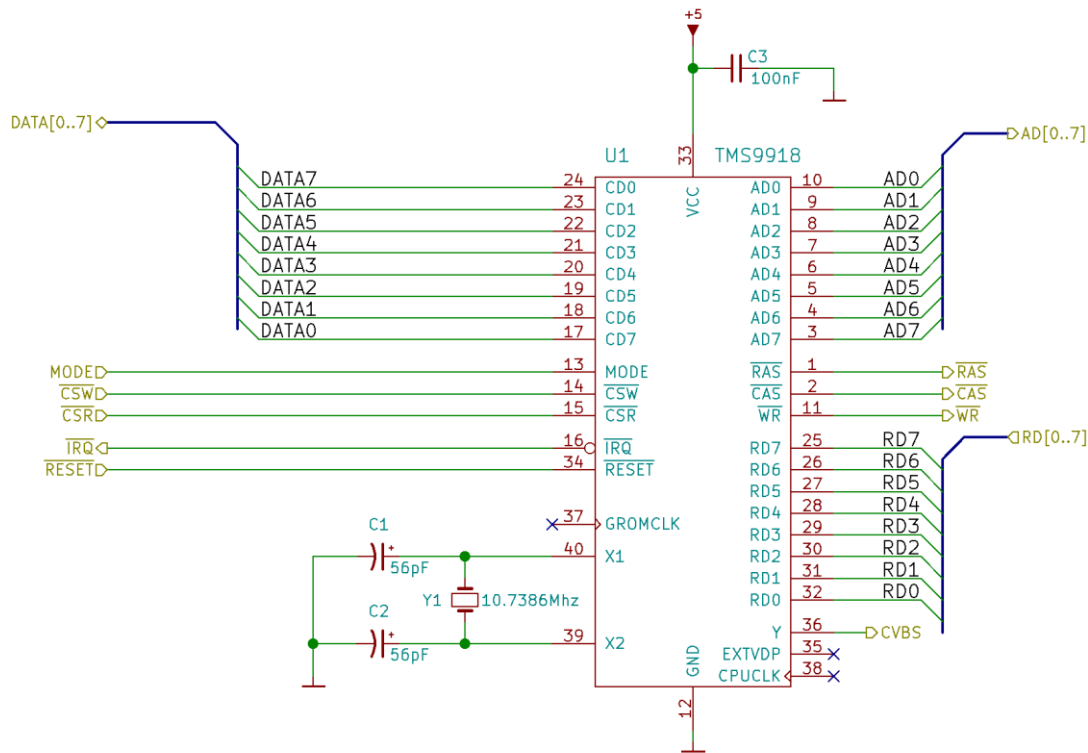 +5
C3
100nF
DATA[0..7]
AD[0..7]
U1
TMS9918
33
VCC
DATA7 24 CD0
AD0 10 AD0
DATA6 23 CD1
AD1 9 AD1
DATA5 22 CD2
AD2 8 AD2
DATA4 21 CD3
AD3 7 AD3
DATA3 20 CD4
AD4 6 AD4
DATA2 19 CD5
AD5 5 AD5
DATA1 18 CD6
AD6 4 AD6
DATA0 17 CD7
AD7 3 AD7
MODE 13 MODE
RAS 1 RAS
CSW 14 CSW
CAS 2 CAS
CSR 15 CSR
WR 11 WR
IRQ 16 IRQ
RD7 25 RD7
RD[0..7]
RESET 34 RESET
RD6 26 RD6
RD5 27 RD5
RD4 28 RD4
37 GROMCLK
RD3 29 RD3
C1
56pF
40 X1
RD2 30 RD2
RD1 31 RD1
Y1 10.7386Mhz
RD0 32 RD0
C2
56pF
39 X2
Y 36 CVBS
EXTVDP 35
CPUCLK 38
GND
12